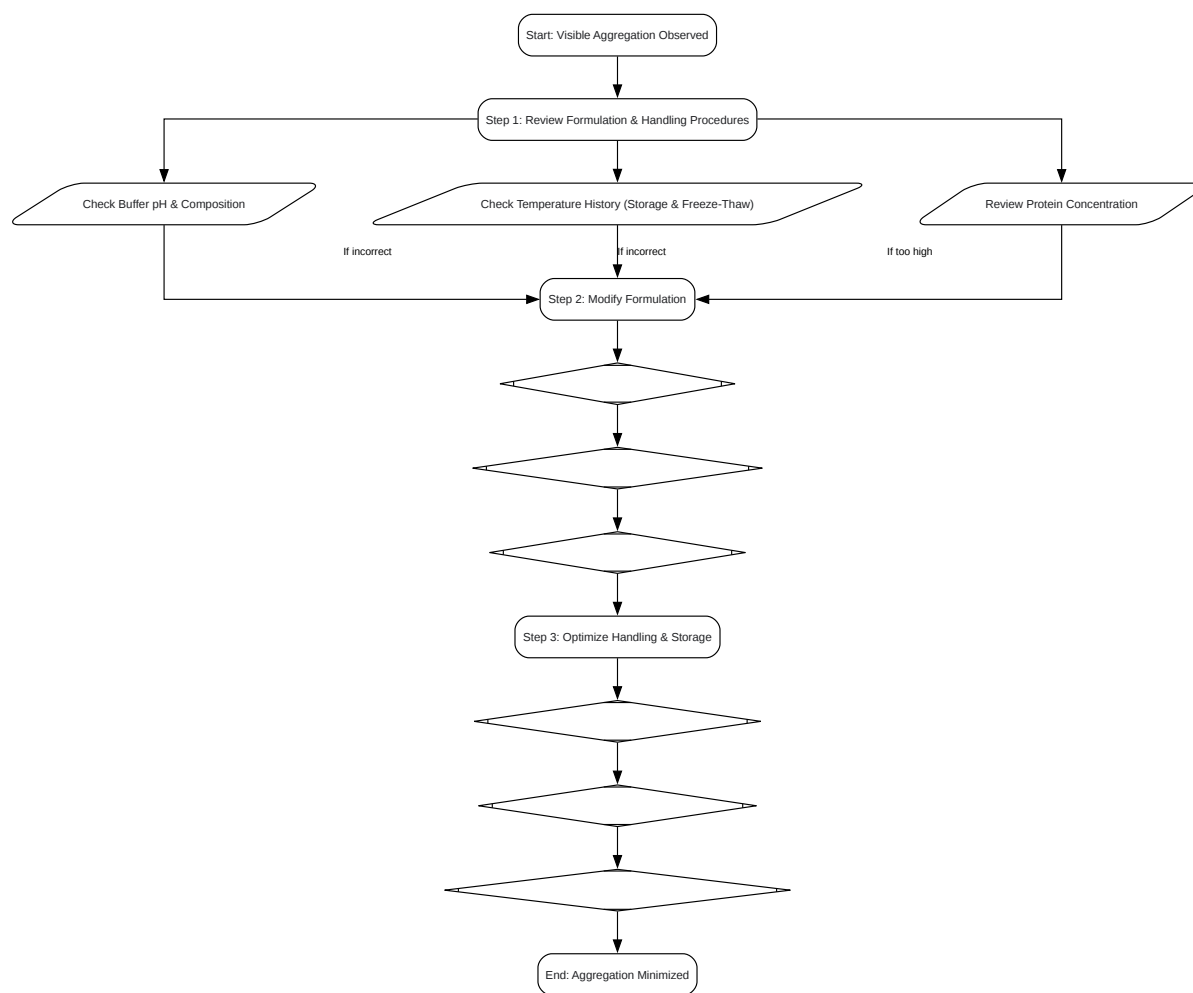 Start: Visible Aggregation Observed
Step 1: Review Formulation & Handling Procedures
Check Buffer pH & Composition
Check Temperature History (Storage & Freeze-Thaw)
Review Protein Concentration
If incorrect
If incorrect
If too high
Step 2: Modify Formulation
Step 3: Optimize Handling & Storage
End: Aggregation Minimized